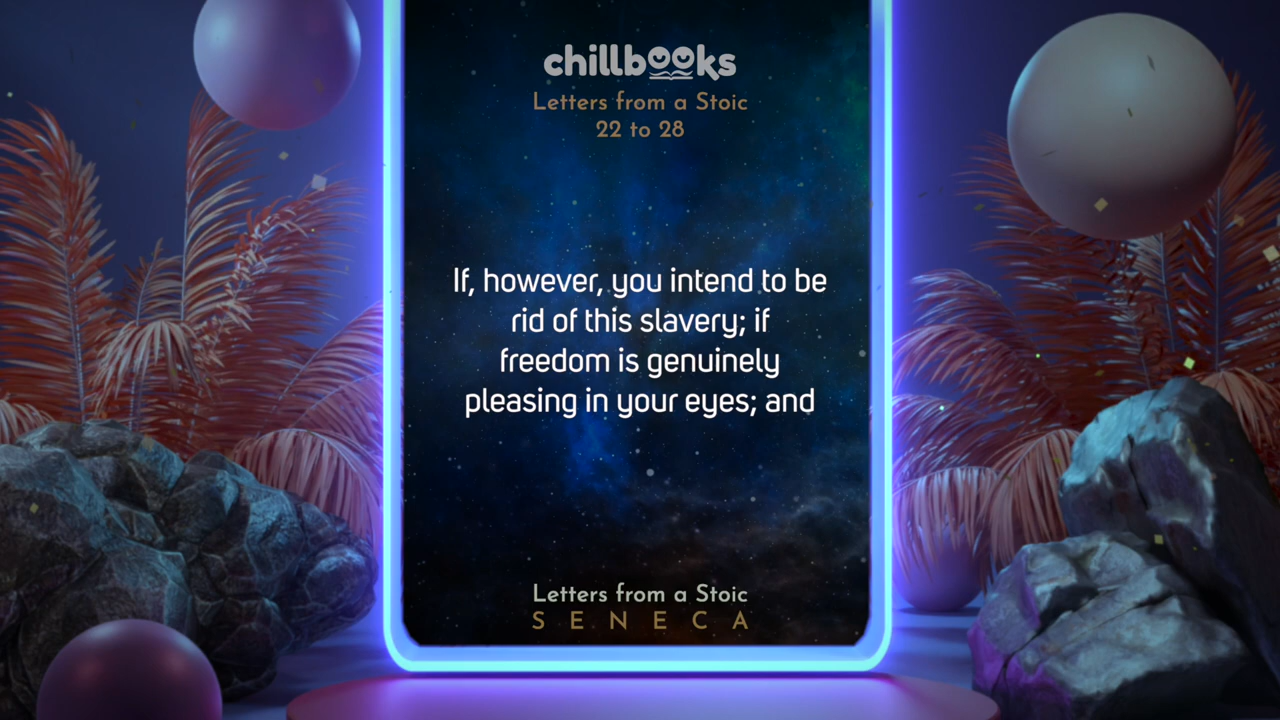 chillbooks
Letters from a Stoic
22 to 28
If, however, you intend to be
rid of this slavery; if
freedom is genuinely
pleasing in your eyes; and
Letters from a Stoic
SENECA